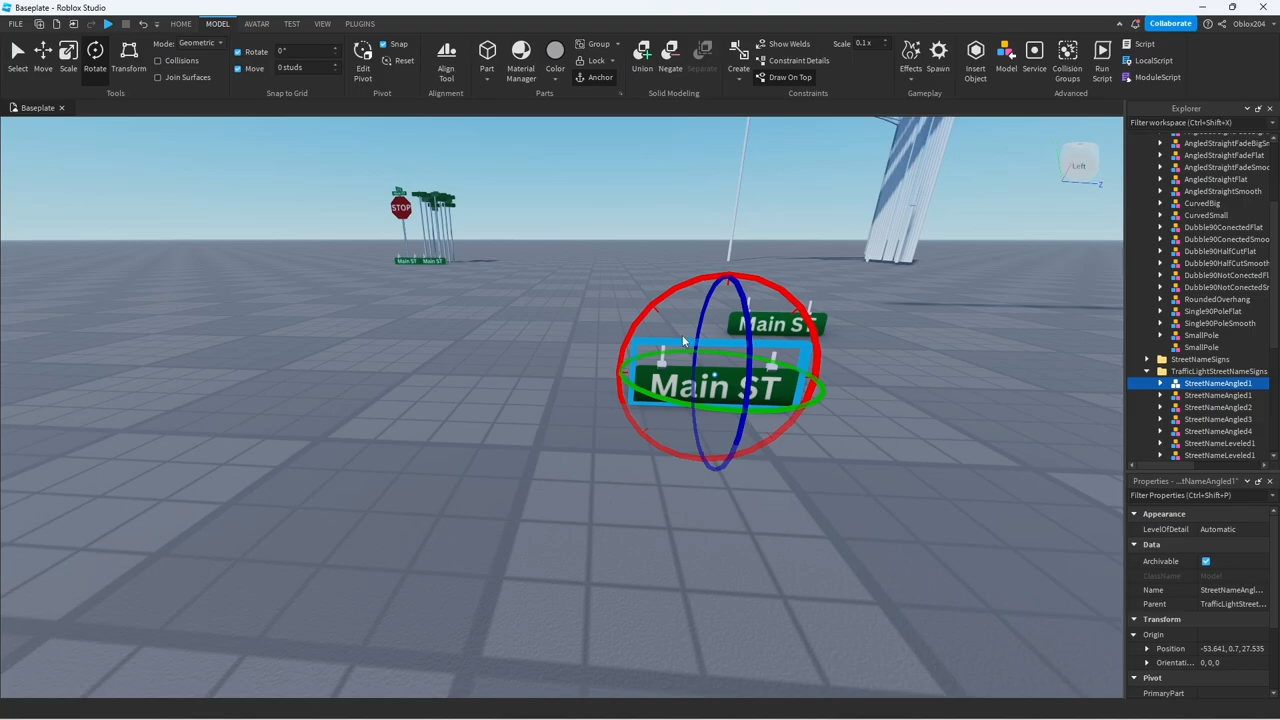 Baseplate - Roblox Studio
FILE HOME MODEL AVATAR TEST VIEW PLUGINS Collaborate Oblox204
Select Move Scale Rotate Transform
Mode: Geometric
Collisions
Join Surfaces
Tools
Rotate 0°
Move 0 studs
Snap to Grid
Edit Pivot
Snap
Reset
Pivot
Align Tool
Alignment
Part Material Manager Color
Group
Lock
Anchor
Parts
Union Negate Separate
Solid Modeling
Create
Show Welds
Constraint Details
Draw On Top
Scale 0.1 x
Constraints
Effects Spawn
Gameplay
Insert Object Model Service Collision Groups Run Script
Script
LocalScript
ModuleScript
Advanced
Baseplate
Left
Z
STOP
Main ST Main ST
Main ST
Main ST
Explorer
Filter workspace (Ctrl+Shift+X)
AngledStraightFadeBigSn
AngledStraightFadeFlat
AngledStraightFadeSmoo
AngledStraightFlat
AngledStraightSmooth
CurvedBig
CurvedSmall
Dubble90ConectedFlat
Dubble90ConectedSmoo
Dubble90HalfCutFlat
Dubble90HalfCutSmooth
Dubble90NotConectedFl
Dubble90NotConectedSr
RoundedOverhang
Single90PoleFlat
Single90PoleSmooth
SmallPole
SmallPole
StreetNameSigns
TrafficLightStreetNameSigns
StreetNameAngled1
StreetNameAngled1
StreetNameAngled2
StreetNameAngled3
StreetNameAngled4
StreetNameLeveled1
StreetNameLeveled1
Properties - ...tNameAngled1"
Filter Properties (Ctrl+Shift+P)
Appearance
LevelOfDetail Automatic
Data
Archivable
ClassName Model
Name StreetNameAngl...
Parent TrafficLightStreet...
Transform
Origin
Position -53.641, 0.7, 27.535
Orientati... 0, 0, 0
Pivot
PrimaryPart